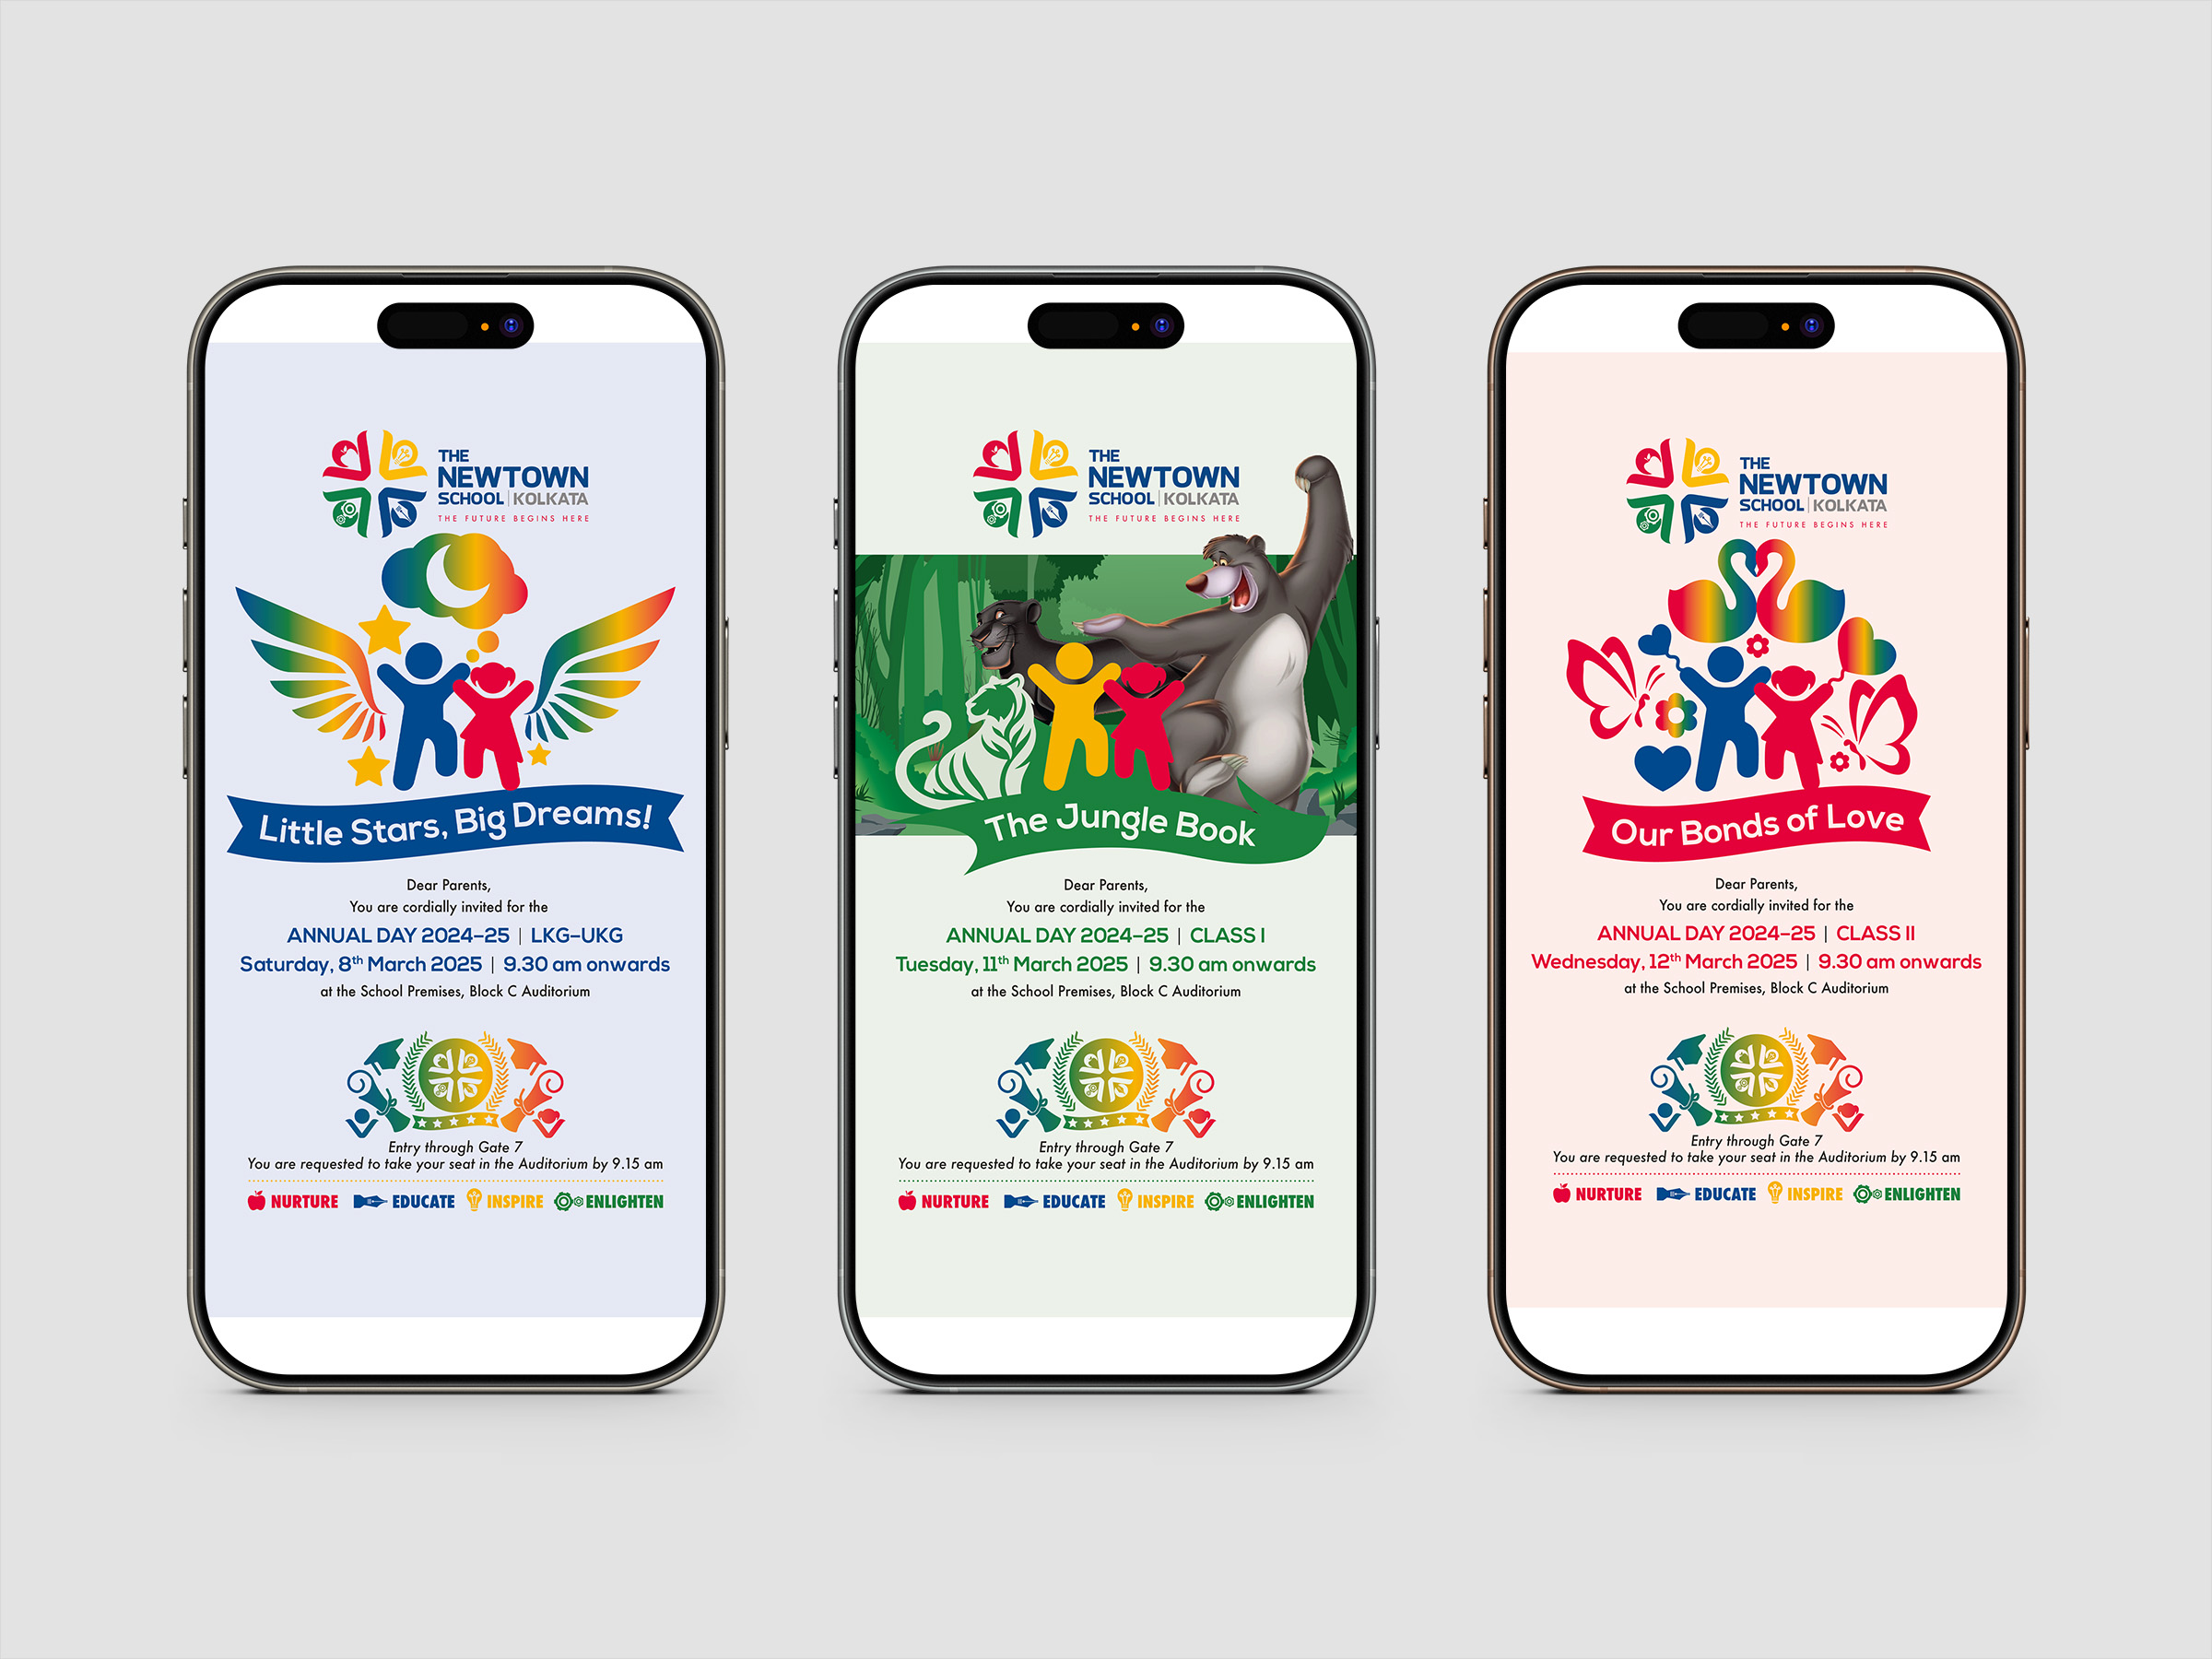 THE
NEWTOWN
SCHOOL | KOLKATA
THE FUTURE BEGINS HERE
Little Stars, Big Dreams!
Dear Parents,
You are cordially invited for the
ANNUAL DAY 2024–25 | LKG–UKG
Saturday, 8th March 2025 | 9.30 am onwards
at the School Premises, Block C Auditorium
Entry through Gate 7
You are requested to take your seat in the Auditorium by 9.15 am
NURTURE EDUCATE INSPIRE ENLIGHTEN
THE
NEWTOWN
SCHOOL | KOLKATA
THE FUTURE BEGINS HERE
The Jungle Book
Dear Parents,
You are cordially invited for the
ANNUAL DAY 2024–25 | CLASS I
Tuesday, 11th March 2025 | 9.30 am onwards
at the School Premises, Block C Auditorium
Entry through Gate 7
You are requested to take your seat in the Auditorium by 9.15 am
NURTURE EDUCATE INSPIRE ENLIGHTEN
THE
NEWTOWN
SCHOOL | KOLKATA
THE FUTURE BEGINS HERE
Our Bonds of Love
Dear Parents,
You are cordially invited for the
ANNUAL DAY 2024–25 | CLASS II
Wednesday, 12th March 2025 | 9.30 am onwards
at the School Premises, Block C Auditorium
Entry through Gate 7
You are requested to take your seat in the Auditorium by 9.15 am
NURTURE EDUCATE INSPIRE ENLIGHTEN